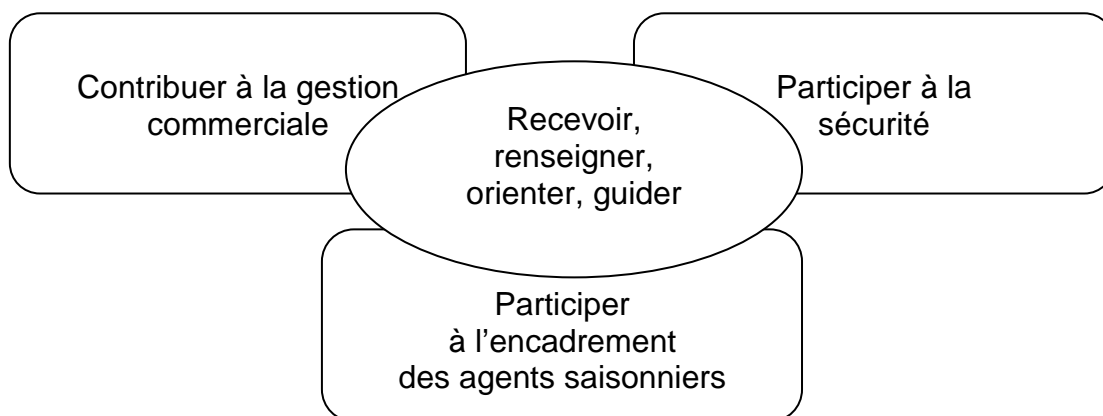 Contribuer à la gestion
commerciale
Recevoir,
renseigner,
orienter, guider
Participer à la
sécurité
Participer
à l’encadrement
des agents saisonniers